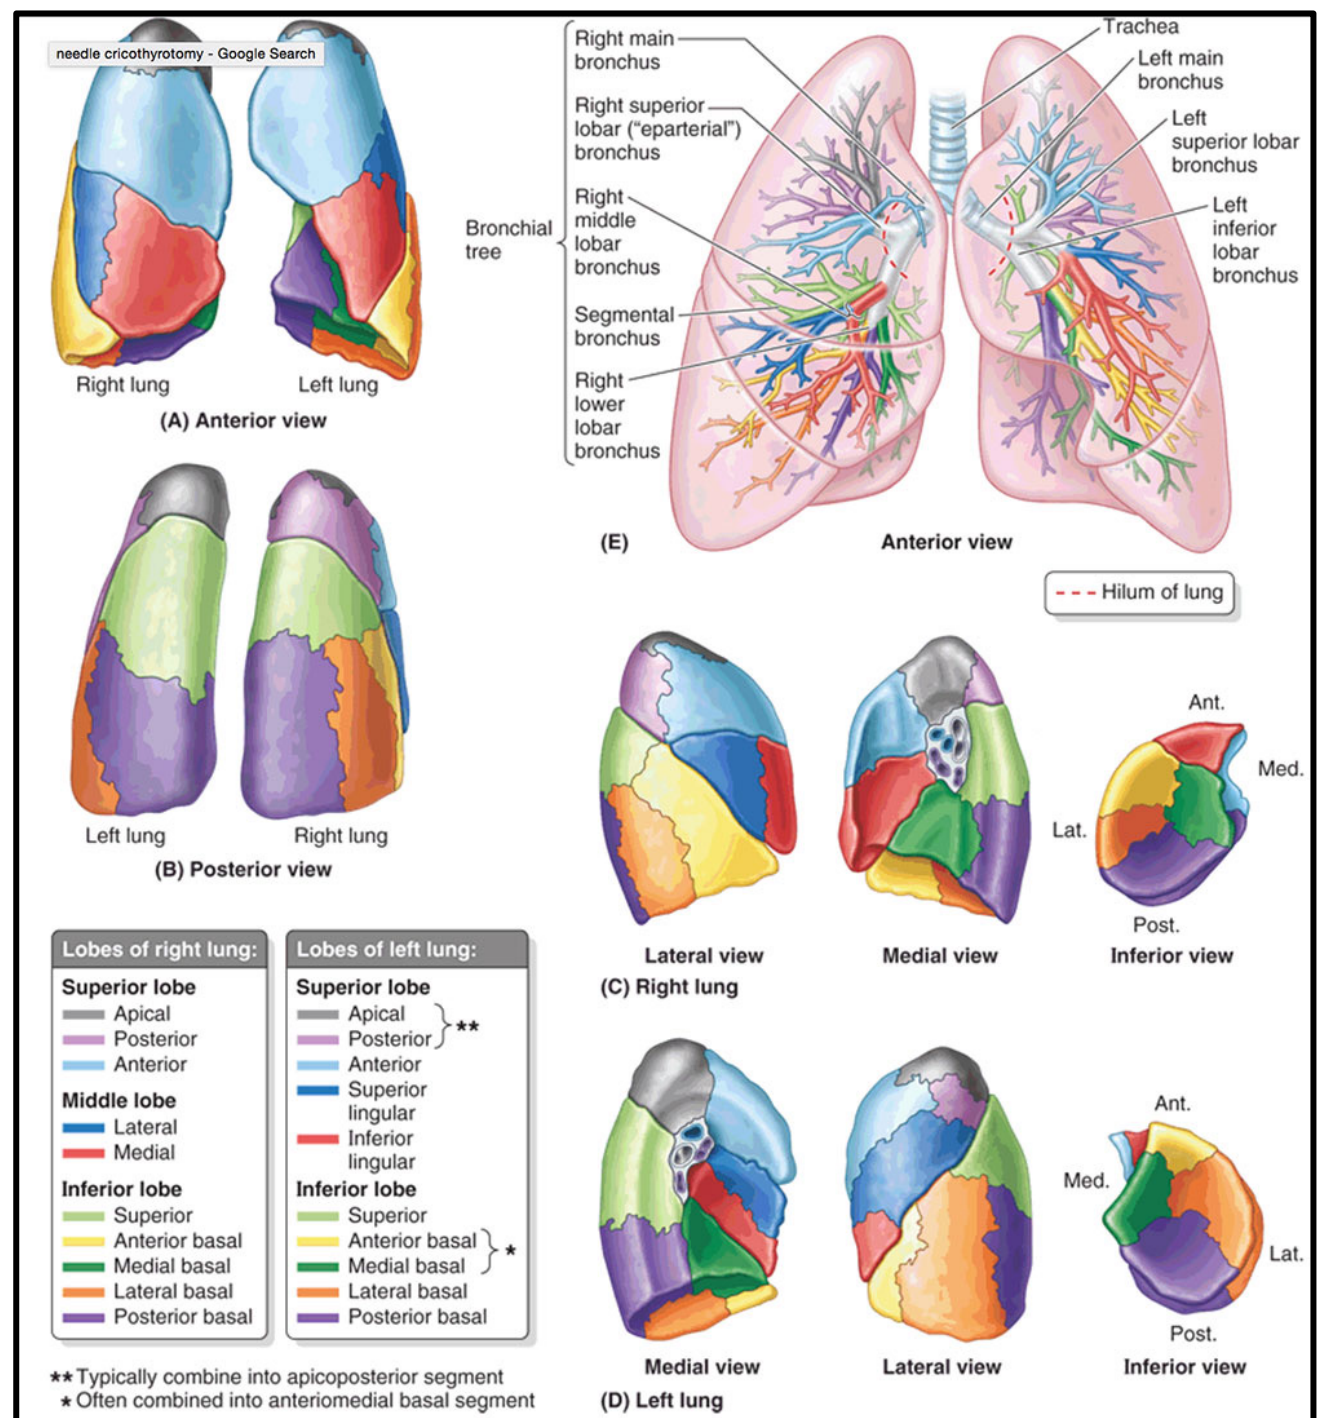 needle cricothyrotomy - Google Search
Right lung
Left lung
(A) Anterior view
Left lung
Right lung
(B) Posterior view
Bronchial
tree
Right main
bronchus
Right superior
lobar (“eparterial”)
bronchus
Right
middle
lobar
bronchus
Segmental
bronchus
Right
lower
lobar
bronchus
Trachea
Left main
bronchus
Left
superior lobar
bronchus
Left
inferior
lobar
bronchus
(E)
Anterior view
Hilum of lung
Ant.
Med.
Lat.
Post.
Lateral view
Medial view
Inferior view
(C) Right lung
Lobes of right lung:
Superior lobe
Apical
Posterior
Anterior
Middle lobe
Lateral
Medial
Inferior lobe
Superior
Anterior basal
Medial basal
Lateral basal
Posterior basal
Lobes of left lung:
Superior lobe
Apical
Posterior
**
Anterior
Superior
lingular
Inferior
lingular
Inferior lobe
Superior
Anterior basal
Medial basal
*
Lateral basal
Posterior basal
** Typically combine into apicoposterior segment
* Often combined into anteriomedial basal segment
Ant.
Med.
Lat.
Post.
Medial view
Lateral view
Inferior view
(D) Left lung